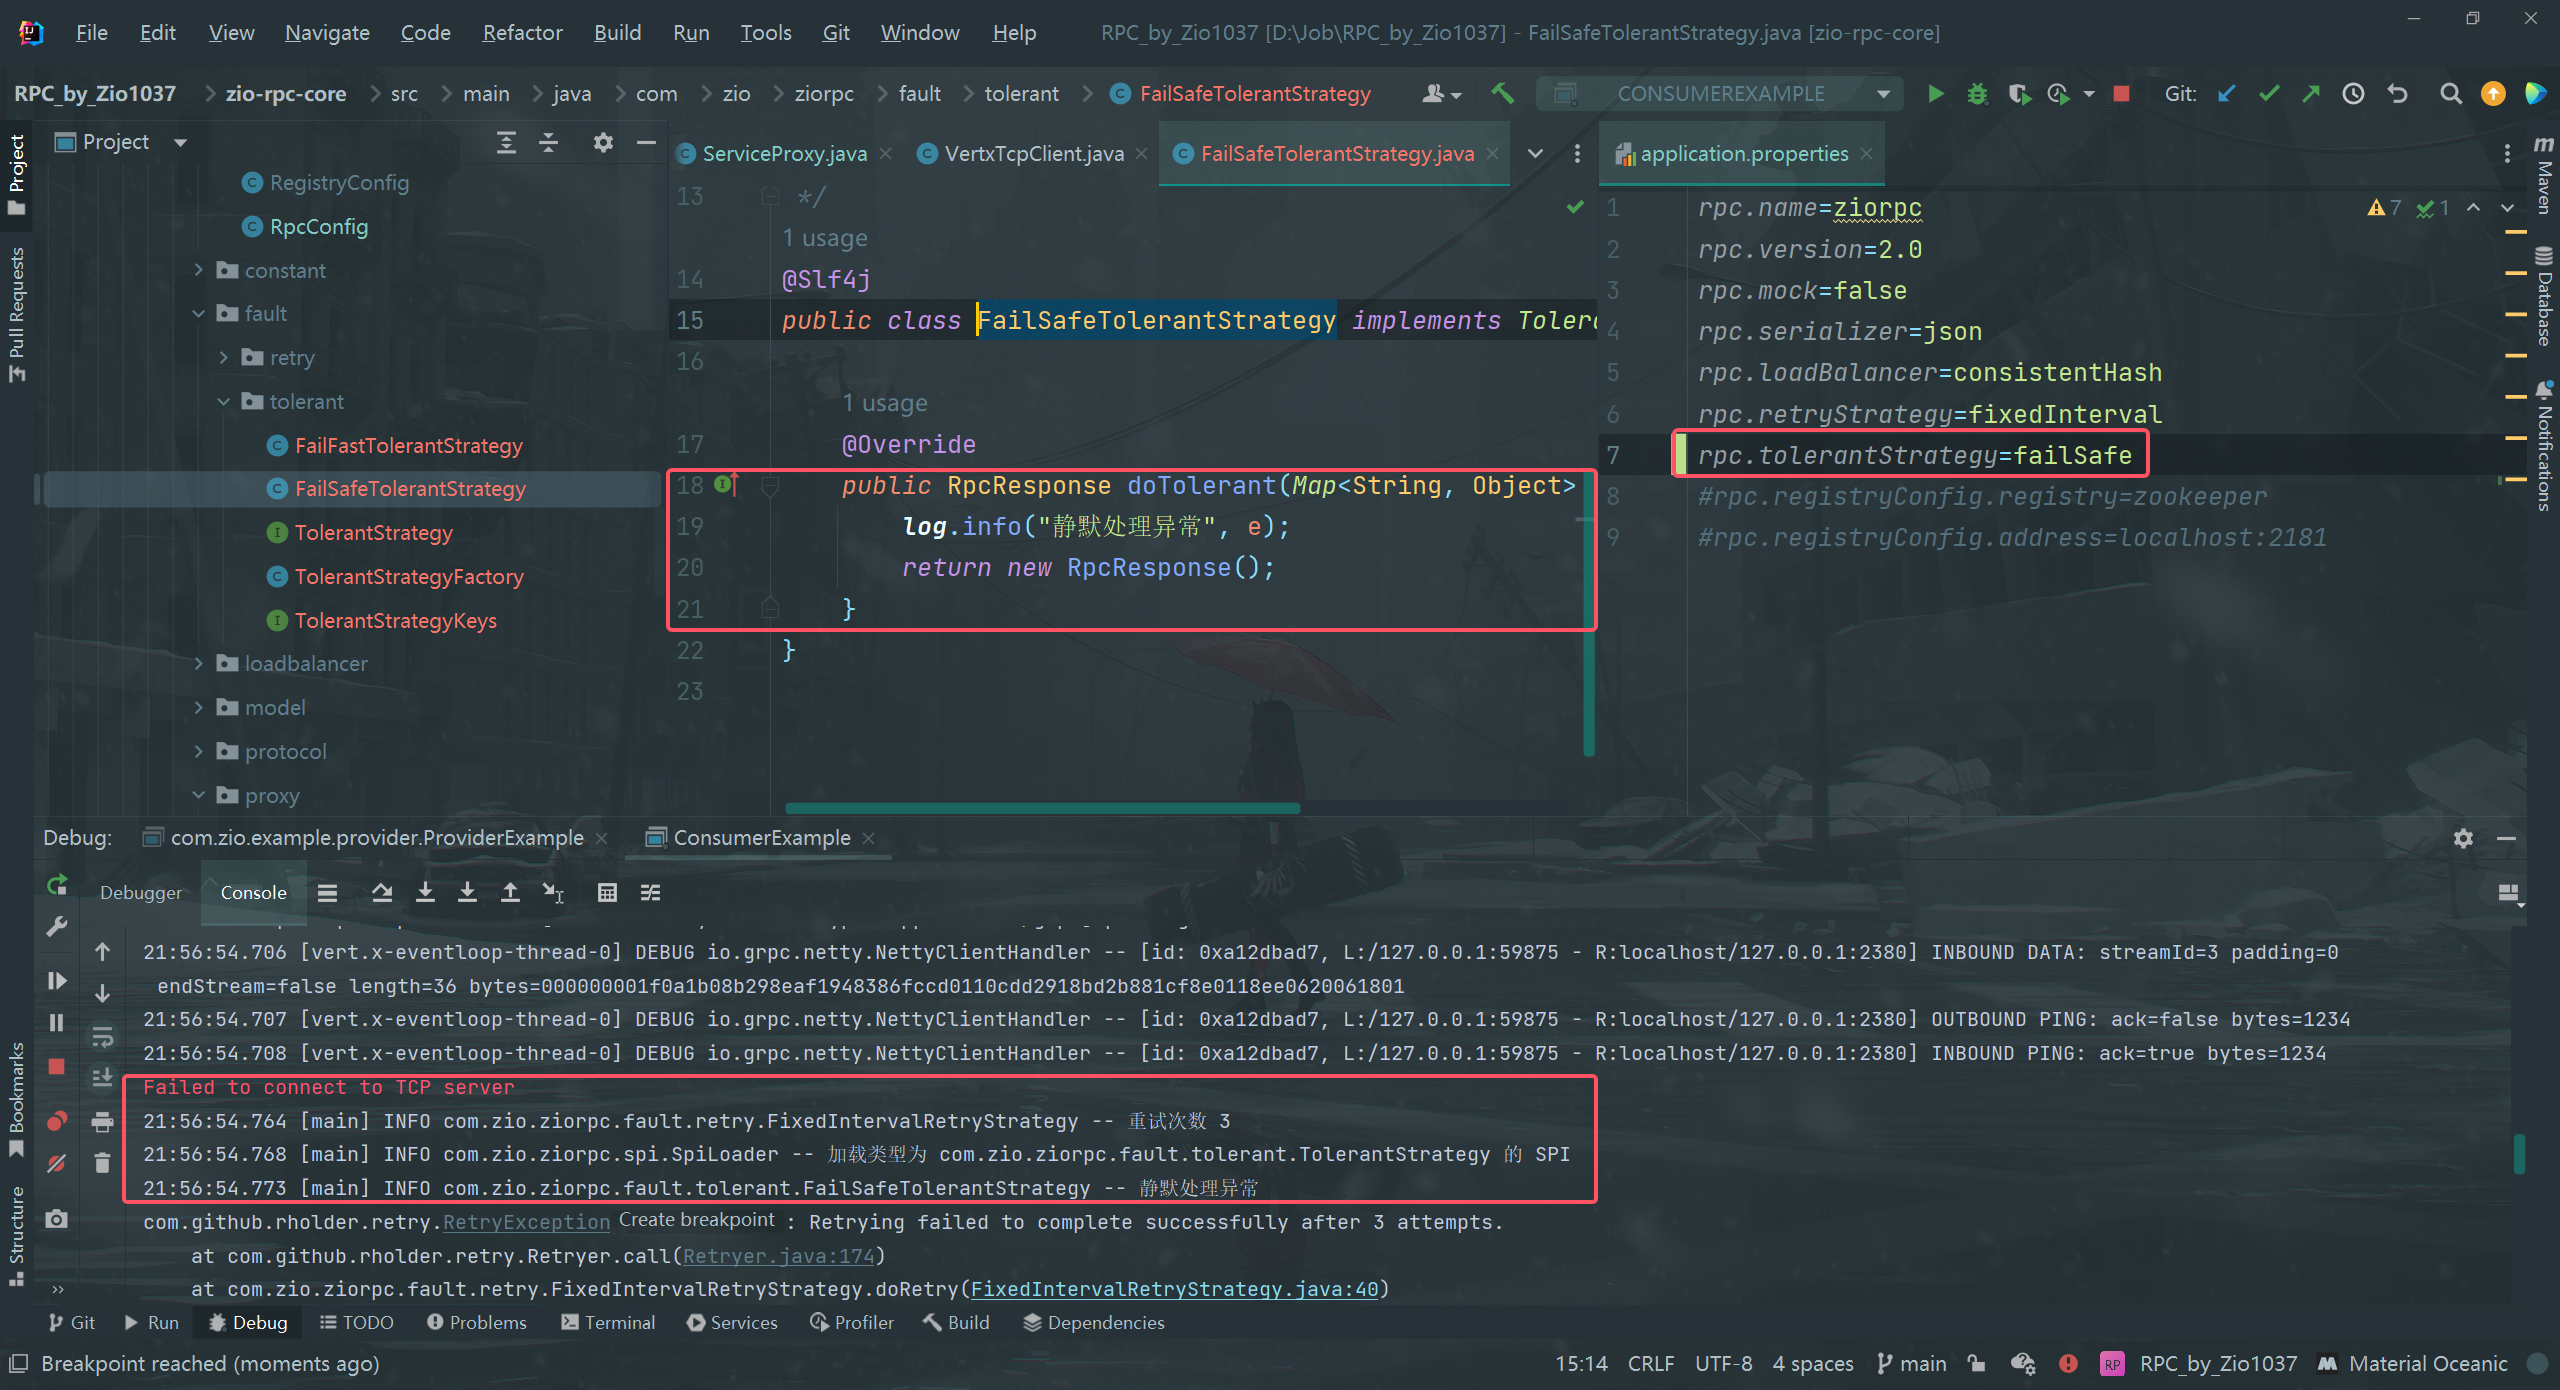 File Edit View Navigate Code Refactor Build Run Tools Git Window Help RPC_by_Zio1037 [D:\Job\RPC_by_Zio1037] - FailSafeTolerantStrategy.java [zio-rpc-core]
RPC_by_Zio1037 zio-rpc-core src main java com zio ziorpc fault tolerant FailSafeTolerantStrategy CONSUMEREXAMPLE Git:
Project
Pull Requests
Bookmarks
Structure
Project
RegistryConfig
RpcConfig
constant
fault
retry
tolerant
FailFastTolerantStrategy
FailSafeTolerantStrategy
TolerantStrategy
TolerantStrategyFactory
TolerantStrategyKeys
loadbalancer
model
protocol
proxy
ServiceProxy.java VertxTcpClient.java FailSafeTolerantStrategy.java
13 */
1 usage
14 @Slf4j
15 public class FailSafeTolerantStrategy implements Toler
16
1 usage
17 @Override
18 public RpcResponse doTolerant(Map<String, Object>
19 log.info("静默处理异常", e);
20 return new RpcResponse();
21 }
22 }
23
application.properties
7 1
1 rpc.name=ziorpc
2 rpc.version=2.0
3 rpc.mock=false
4 rpc.serializer=json
5 rpc.loadBalancer=consistentHash
6 rpc.retryStrategy=fixedInterval
7 rpc.tolerantStrategy=failSafe
8 #rpc.registryConfig.registry=zookeeper
9 #rpc.registryConfig.address=localhost:2181
m Maven
Database
Notifications
Debug: com.zio.example.provider.ProviderExample ConsumerExample
Debugger Console
21:56:54.706 [vert.x-eventloop-thread-0] DEBUG io.grpc.netty.NettyClientHandler -- [id: 0xa12dbad7, L:/127.0.0.1:59875 - R:localhost/127.0.0.1:2380] INBOUND DATA: streamId=3 padding=0
endStream=false length=36 bytes=000000001f0a1b08b298eaf1948386fccd0110cdd2918bd2b881cf8e0118ee0620061801
21:56:54.707 [vert.x-eventloop-thread-0] DEBUG io.grpc.netty.NettyClientHandler -- [id: 0xa12dbad7, L:/127.0.0.1:59875 - R:localhost/127.0.0.1:2380] OUTBOUND PING: ack=false bytes=1234
21:56:54.708 [vert.x-eventloop-thread-0] DEBUG io.grpc.netty.NettyClientHandler -- [id: 0xa12dbad7, L:/127.0.0.1:59875 - R:localhost/127.0.0.1:2380] INBOUND PING: ack=true bytes=1234
Failed to connect to TCP server
21:56:54.764 [main] INFO com.zio.ziorpc.fault.retry.FixedIntervalRetryStrategy -- 重试次数 3
21:56:54.768 [main] INFO com.zio.ziorpc.spi.SpiLoader -- 加载类型为 com.zio.ziorpc.fault.tolerant.TolerantStrategy 的 SPI
21:56:54.773 [main] INFO com.zio.ziorpc.fault.tolerant.FailSafeTolerantStrategy -- 静默处理异常
com.github.rholder.retry.RetryException Create breakpoint : Retrying failed to complete successfully after 3 attempts.
at com.github.rholder.retry.Retryer.call(Retryer.java:174)
at com.zio.ziorpc.fault.retry.FixedIntervalRetryStrategy.doRetry(FixedIntervalRetryStrategy.java:40)
Git Run Debug TODO Problems Terminal Services Profiler Build Dependencies
Breakpoint reached (moments ago) 15:14 CRLF UTF-8 4 spaces main RP RPC_by_Zio1037 Material Oceanic